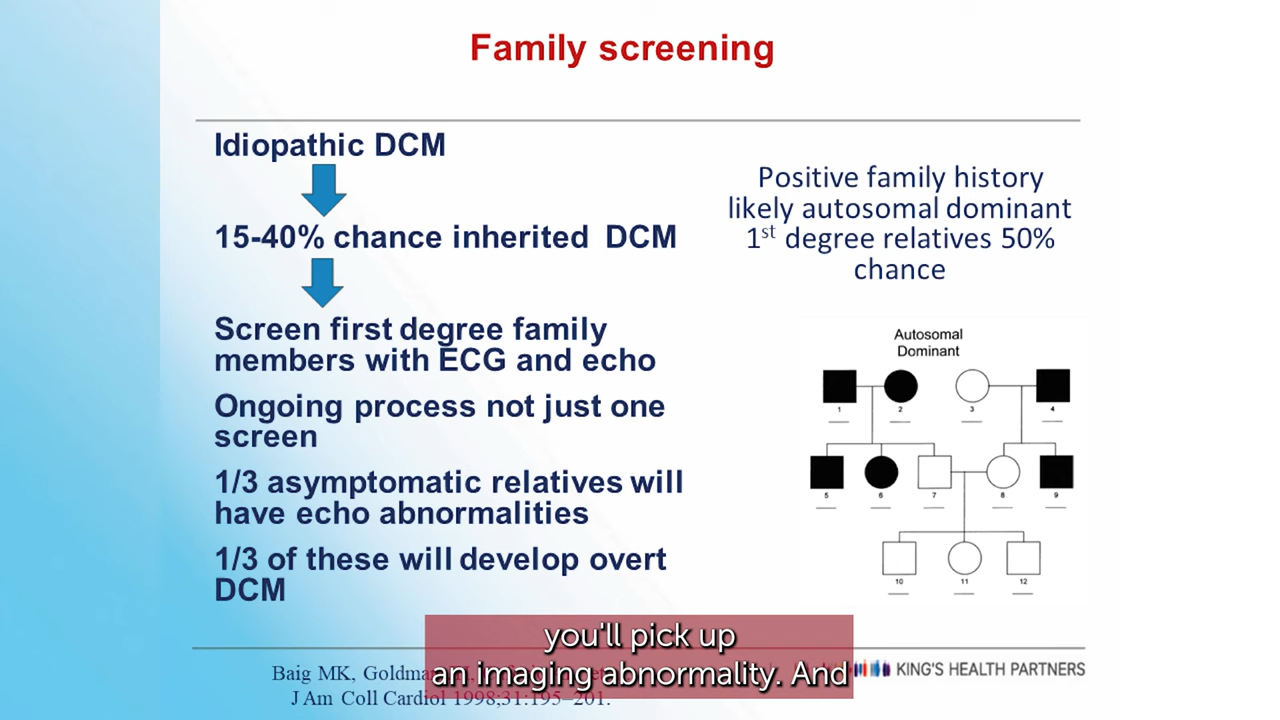 Family screening
Idiopathic DCM
15-40% chance inherited DCM
Screen first degree family
members with ECG and echo
Ongoing process not just one
screen
1/3 asymptomatic relatives will
have echo abnormalities
1/3 of these will develop overt
DCM
Positive family history
likely autosomal dominant
1st degree relatives 50%
chance
Autosomal
Dominant
1 2 3 4
5 6 7 8 9
10 11 12
you'll pick up
an imaging abnormality. And
Baig MK, Goldman
J Am Coll Cardiol 1998;31:195–201.
KING'S HEALTH PARTNERS